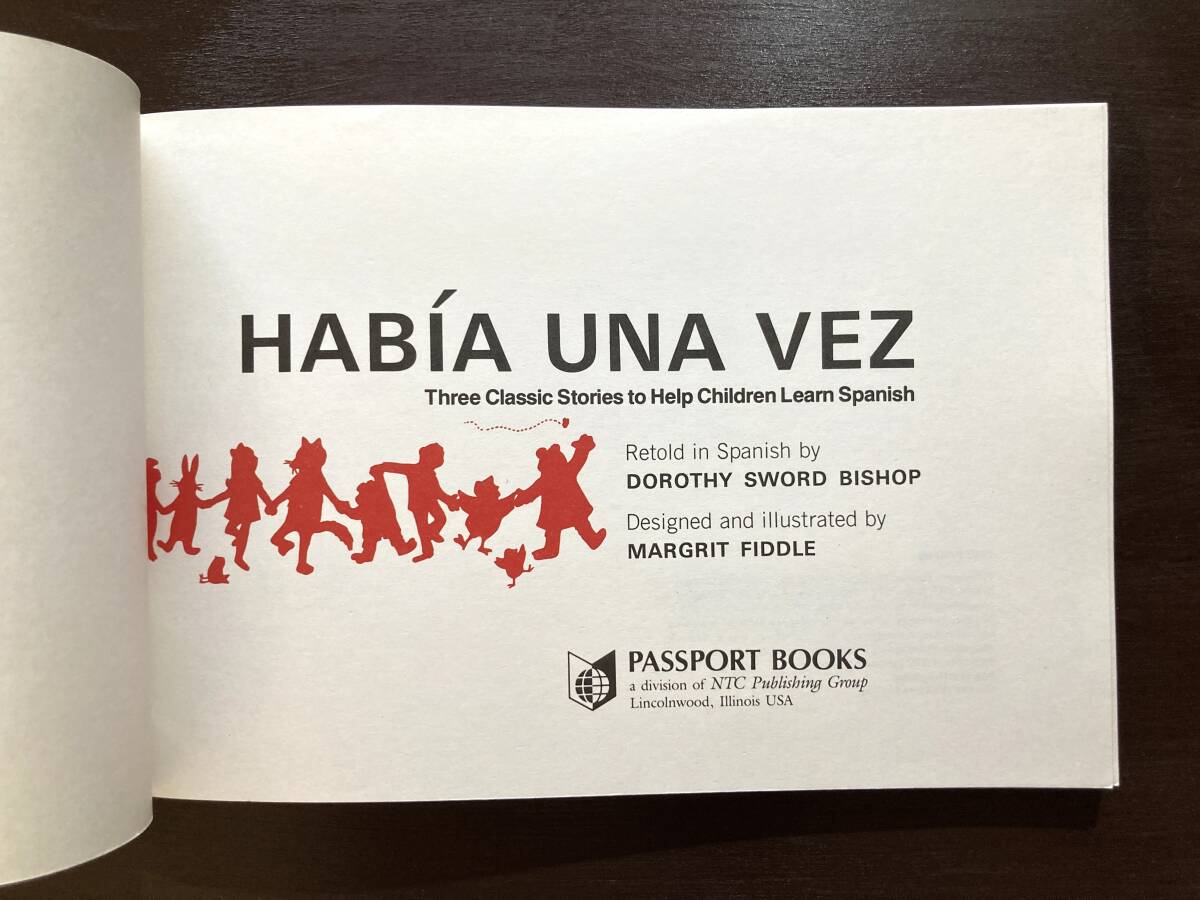 HABÍA UNA VEZ
Three Classic Stories to Help Children Learn Spanish
Retold in Spanish by
DOROTHY SWORD BISHOP
Designed and illustrated by
MARGRIT FIDDLE
PASSPORT BOOKS
a division of NTC Publishing Group
Lincolnwood, Illinois USA